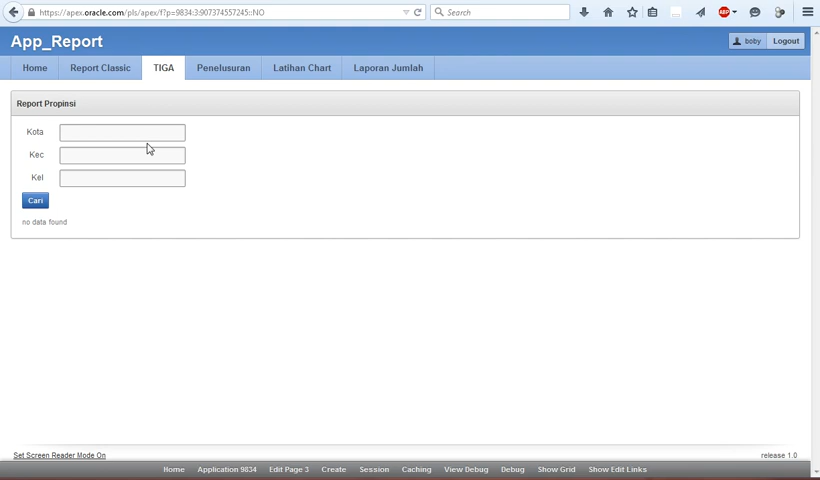 https://apex.oracle.com/pls/apex/f?p=9834:3:907374557245::NO
Search
ABP
App_Report
boby Logout
Home Report Classic TIGA Penelusuran Latihan Chart Laporan Jumlah
Report Propinsi
Kota
Kec
Kel
Cari
no data found
Set Screen Reader Mode On
release 1.0
Home Application 9834 Edit Page 3 Create Session Caching View Debug Debug Show Grid Show Edit Links